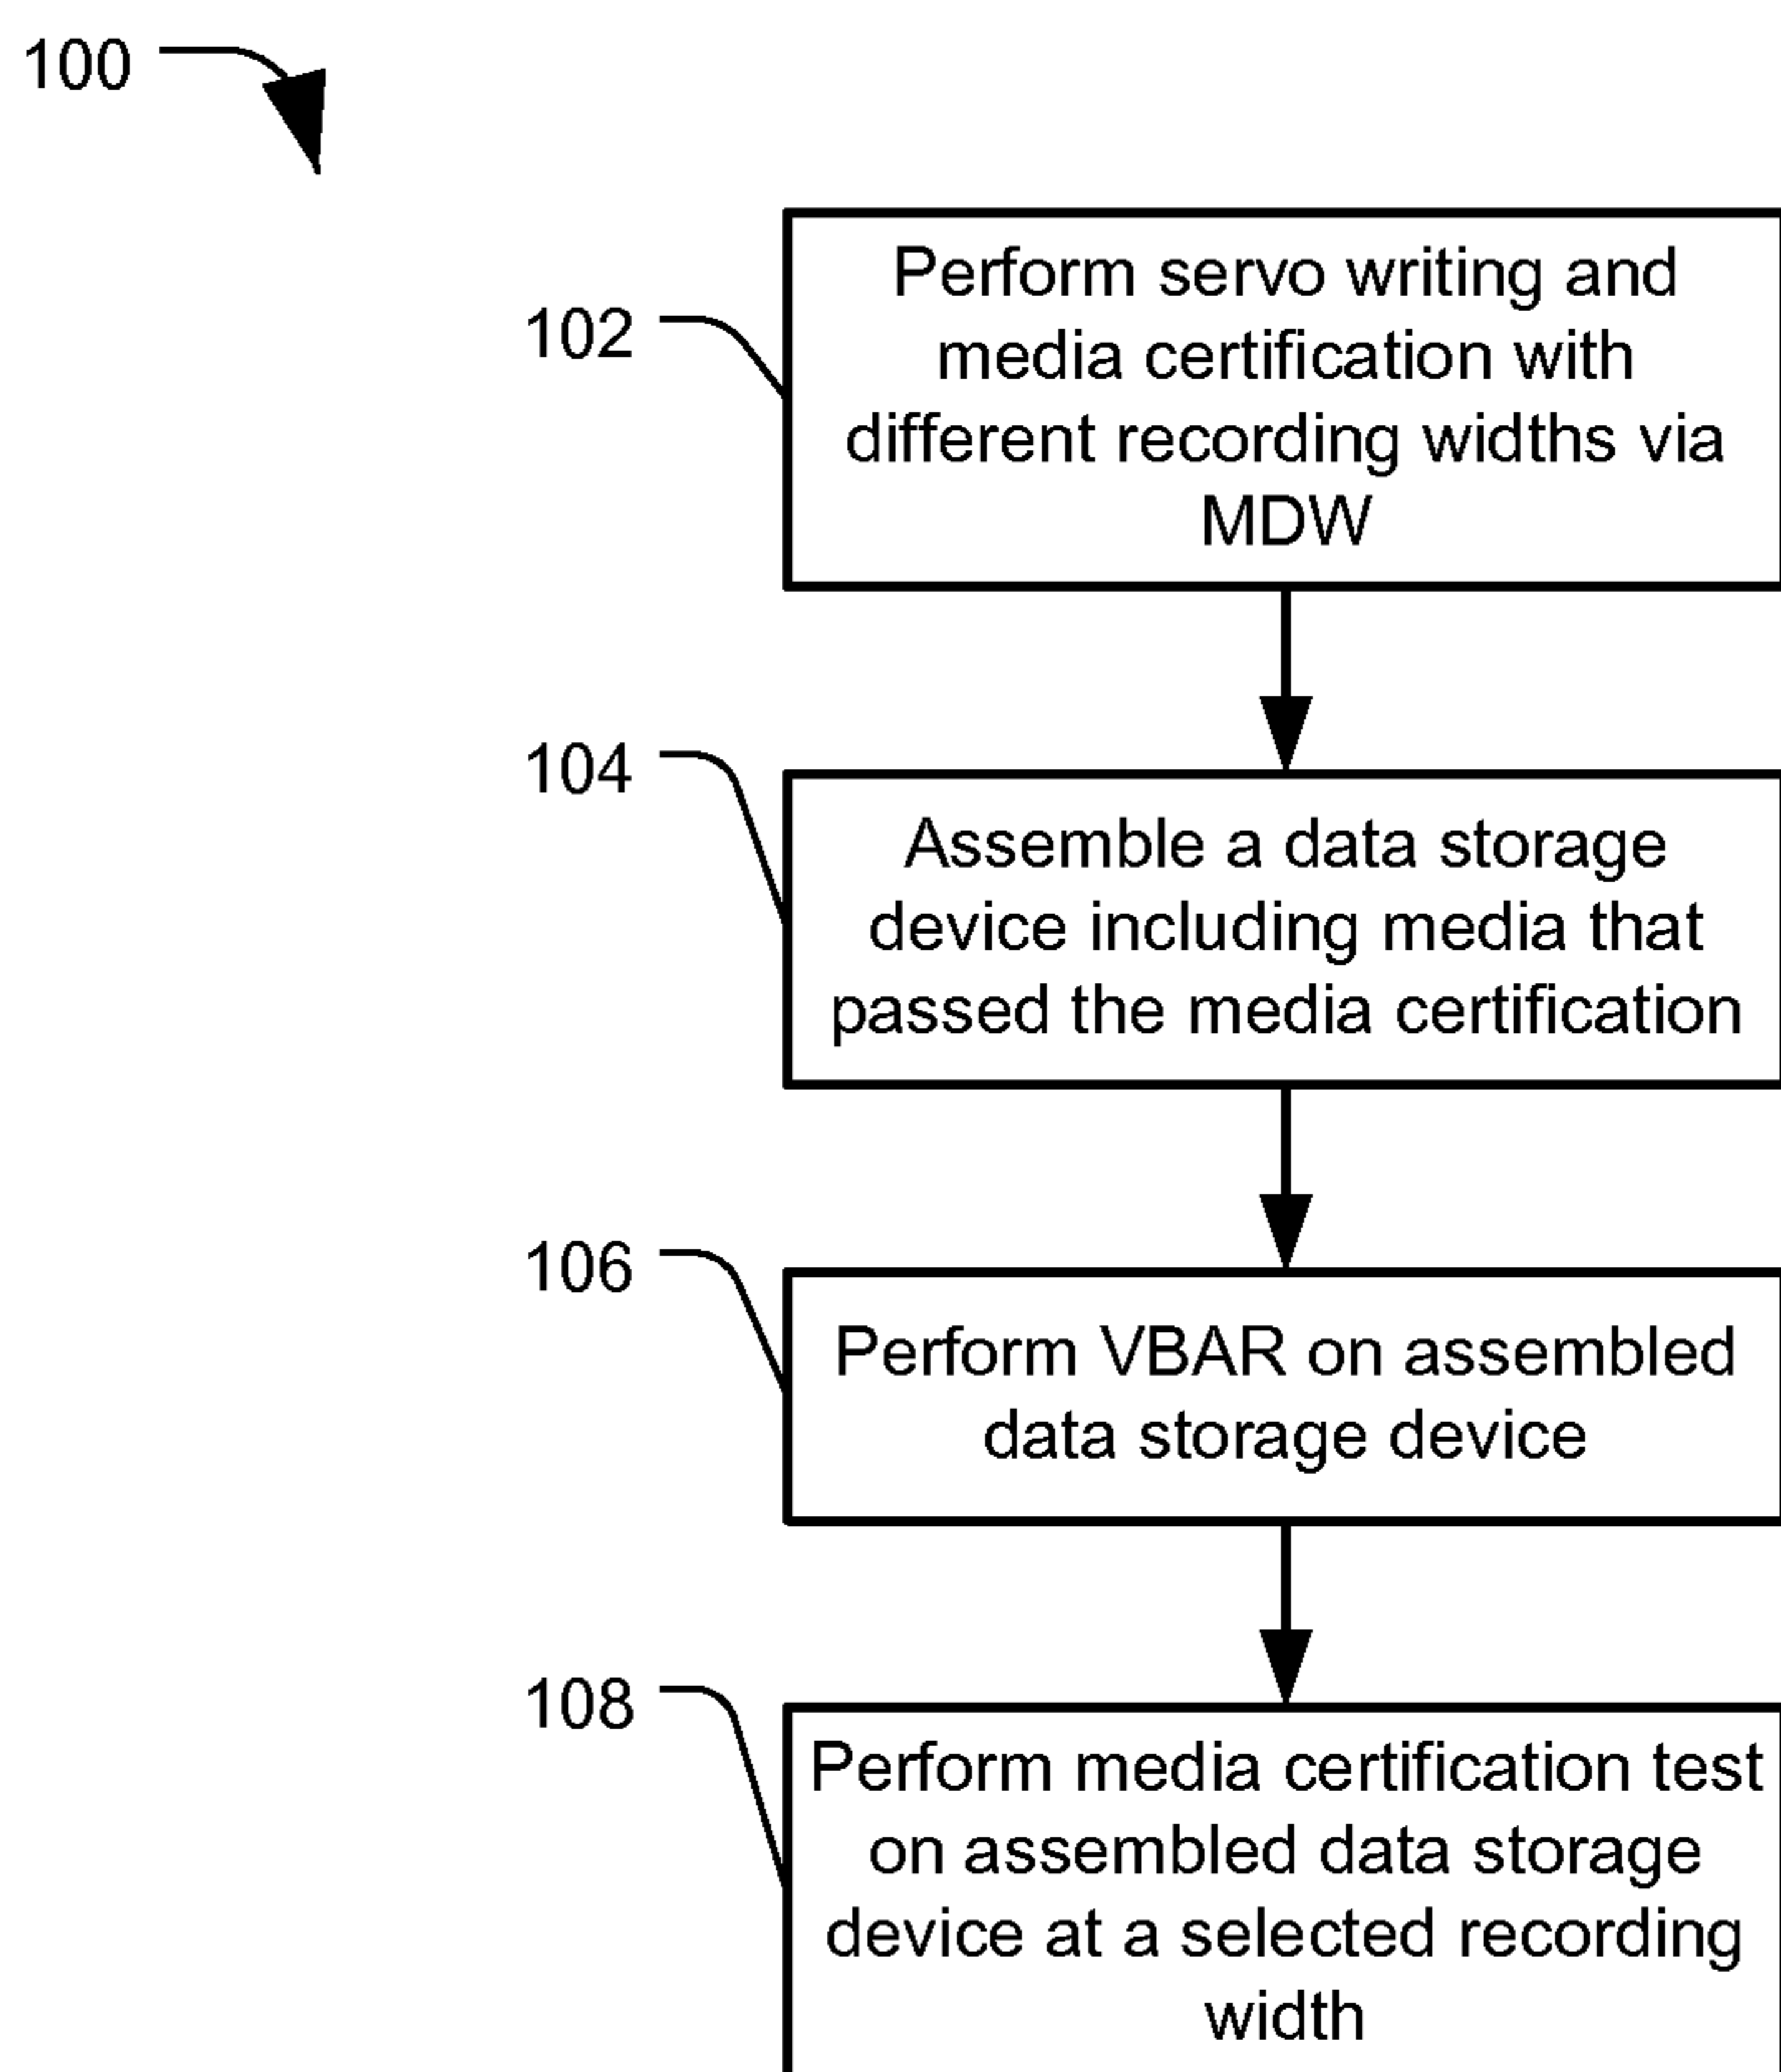 100
102
Perform servo writing and
media certification with
different recording widths via
MDW
104
Assemble a data storage
device including media that
passed the media certification
106
Perform VBAR on assembled
data storage device
108
Perform media certification test
on assembled data storage
device at a selected recording
width